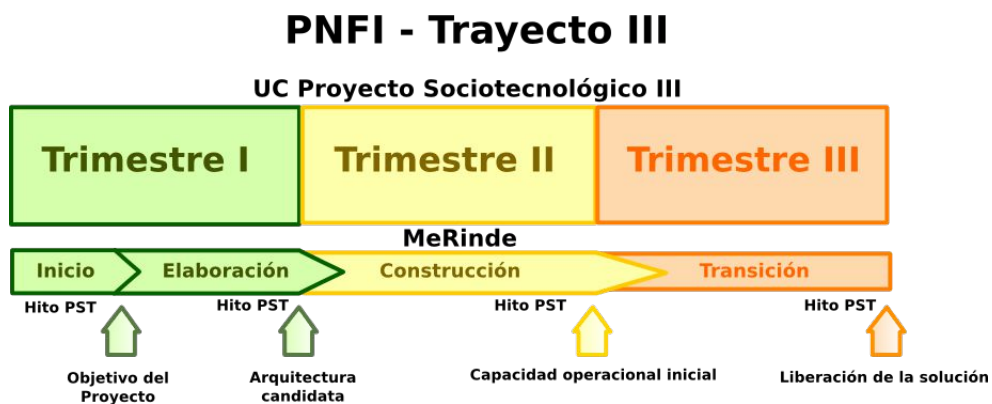 PNFI - Trayecto III
UC Proyecto Sociotecnológico III
Trimestre I
Trimestre II
Trimestre III
MeRinde
Inicio
Elaboración
Construcción
Transición
Hito PST
Hito PST
Hito PST
Hito PST
Objetivo del
Proyecto
Arquitectura
candidata
Capacidad operacional inicial
Liberación de la solución